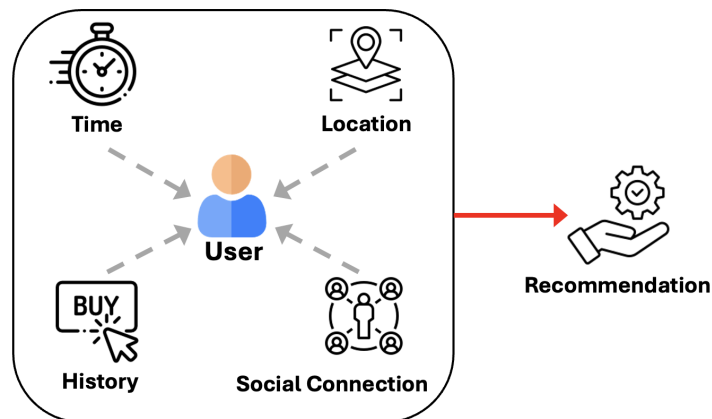 Time
Location
User
BUY
History
Social Connection
Recommendation